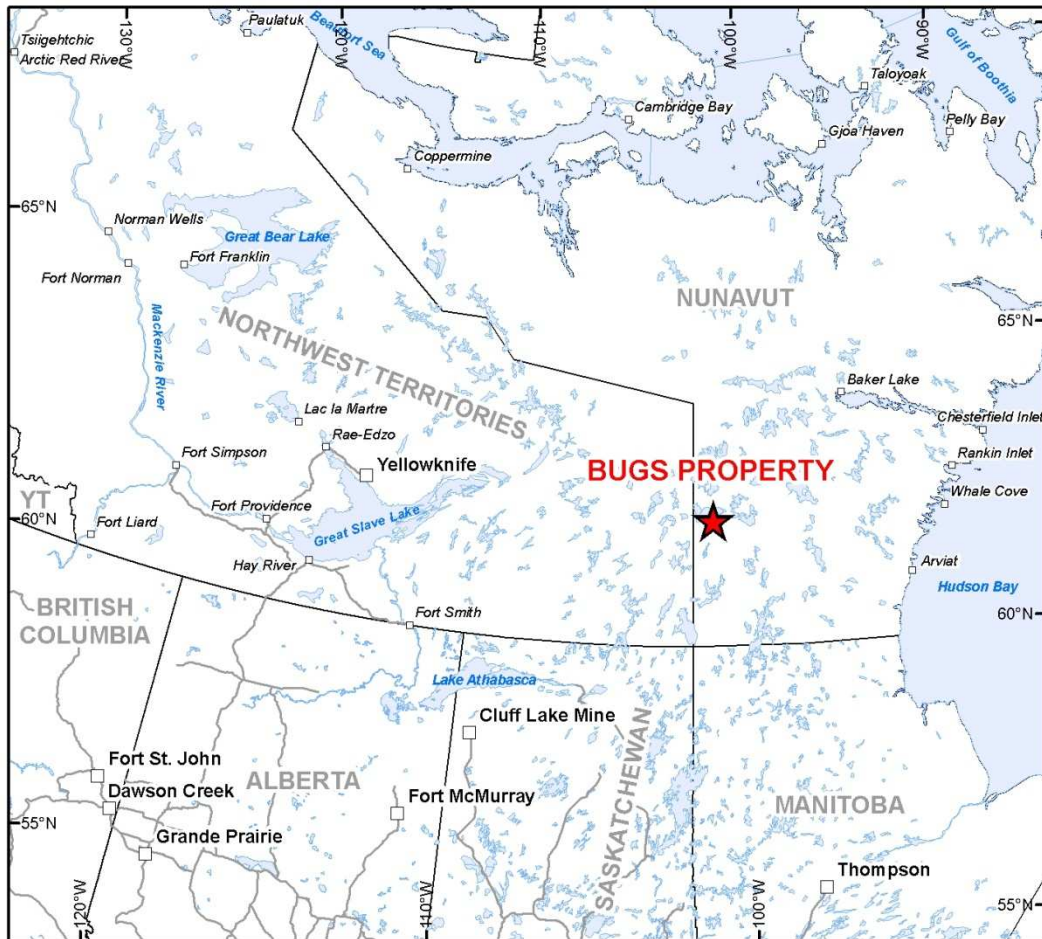 Paulatuk
Tsiigehtchic
Arctic Red River
130°W
Beaufort Sea
120°W
110°W
100°W
90°W
Gulf of Boothia
Taloyoak
Cambridge Bay
Pelly Bay
Gjoa Haven
Coppermine
65°N
Norman Wells
Great Bear Lake
Fort Franklin
Fort Norman
NUNAVUT
65°N
Mackenzie River
NORTHWEST TERRITORIES
Baker Lake
Lac la Martre
Chesterfield Inlet
Rae-Edzo
Fort Simpson
Yellowknife
BUGS PROPERTY
Rankin Inlet
YT
Whale Cove
60°N
Fort Providence
Fort Liard
Great Slave Lake
Hay River
Arviat
Hudson Bay
BRITISH
COLUMBIA
Fort Smith
60°N
Lake Athabasca
Cluff Lake Mine
Fort St. John
ALBERTA
Dawson Creek
Fort McMurray
SASKATCHEWAN
MANITOBA
55°N
Grande Prairie
Thompson
120°W
110°W
100°W
55°N